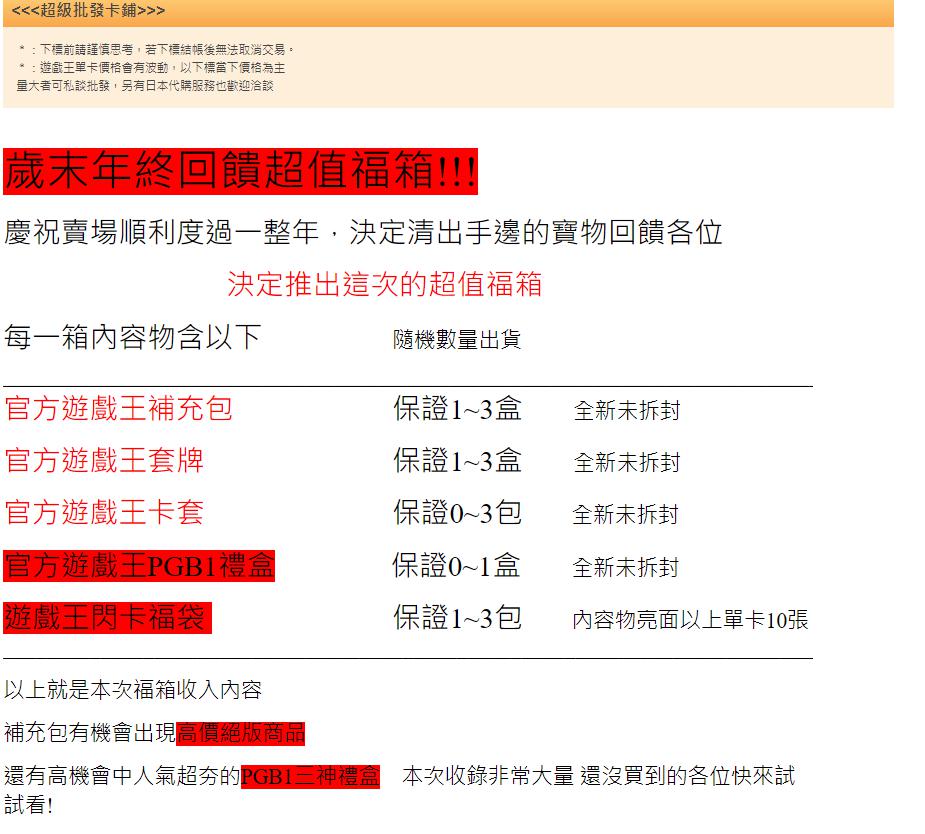 <<<超級批發卡鋪>>>
*：下標前請謹慎思考，若下標結帳後無法取消交易。
*：遊戲王單卡價格會有波動，以下標當下價格為主
量大者可私談批發，另有日本代購服務也歡迎洽談
歲末年終回饋超值福箱!!!
慶祝賣場順利度過一整年，決定清出手邊的寶物回饋各位
決定推出這次的超值福箱
每一箱內容物含以下 隨機數量出貨
官方遊戲王補充包 保證1~3盒 全新未拆封
官方遊戲王套牌 保證1~3盒 全新未拆封
官方遊戲王卡套 保證0~3包 全新未拆封
官方遊戲王PGB1禮盒 保證0~1盒 全新未拆封
遊戲王閃卡福袋 保證1~3包 內容物亮面以上單卡10張
以上就是本次福箱收入內容
補充包有機會出現高價絕版商品
還有高機會中人氣超夯的PGB1三神禮盒 本次收錄非常大量 還沒買到的各位快來試
試看!